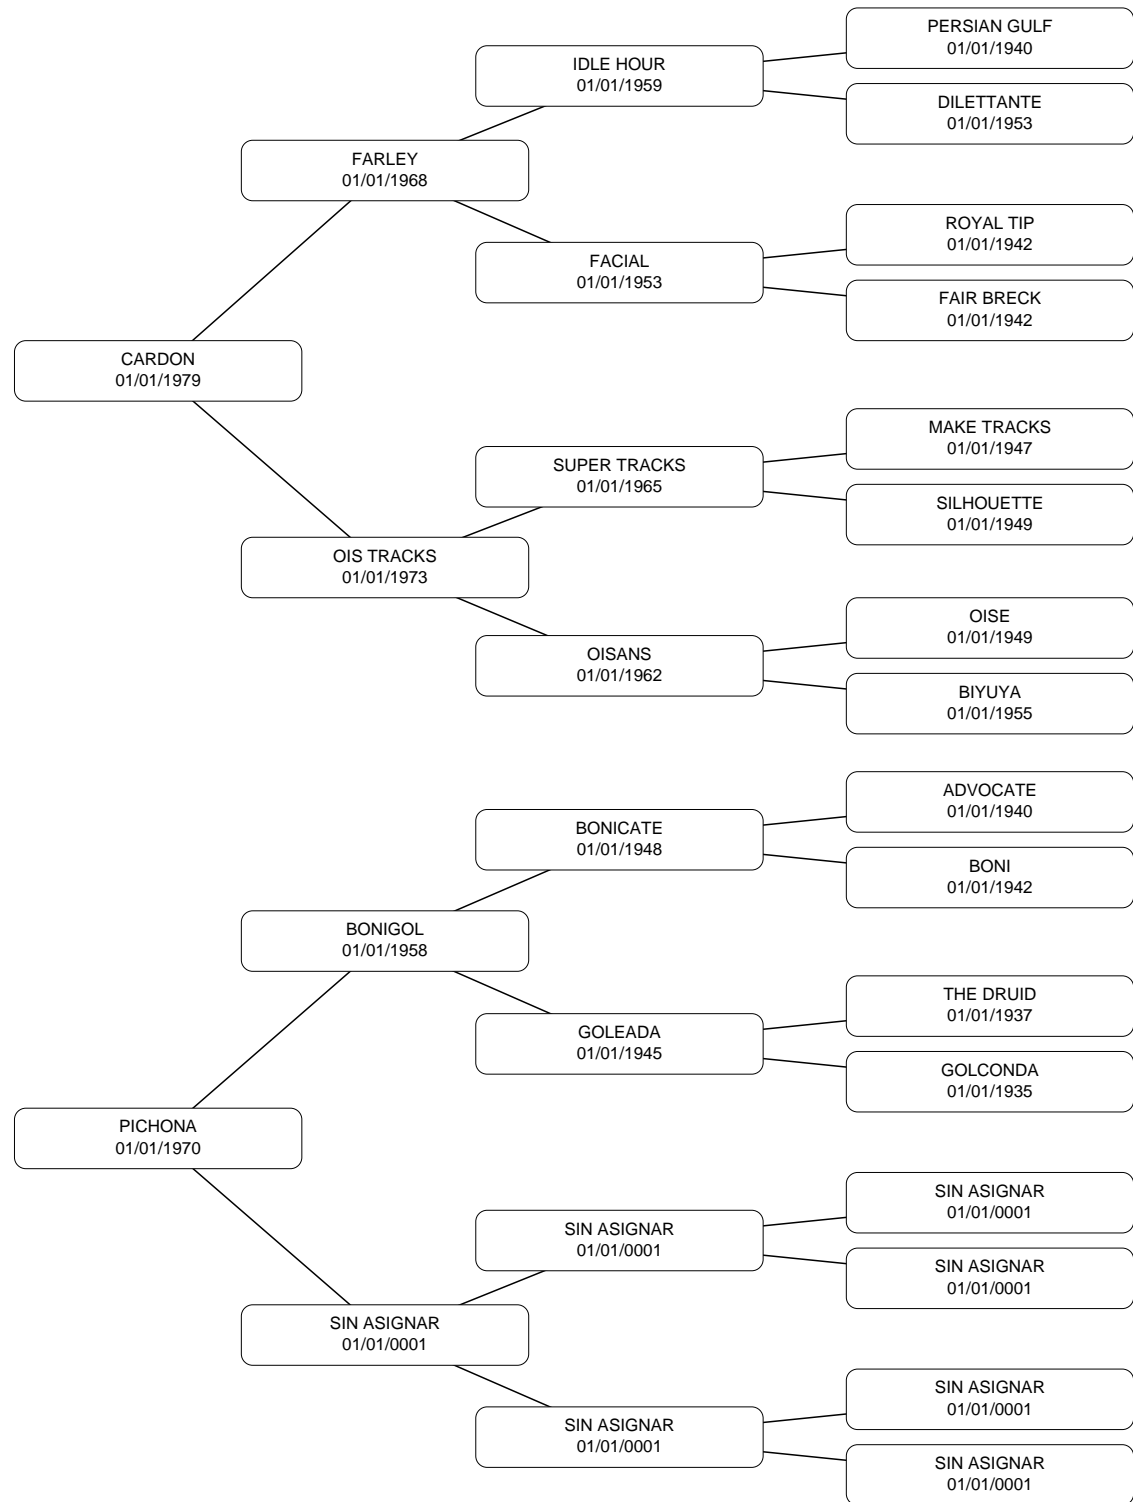 PERSIAN GULF
01/01/1940
IDLE HOUR
01/01/1959
DILETTANTE
01/01/1953
FARLEY
01/01/1968
ROYAL TIP
01/01/1942
FACIAL
01/01/1953
FAIR BRECK
01/01/1942
CARDON
01/01/1979
MAKE TRACKS
01/01/1947
SUPER TRACKS
01/01/1965
SILHOUETTE
01/01/1949
OIS TRACKS
01/01/1973
OISE
01/01/1949
OISANS
01/01/1962
BIYUYA
01/01/1955
ADVOCATE
01/01/1940
BONICATE
01/01/1948
BONI
01/01/1942
BONIGOL
01/01/1958
THE DRUID
01/01/1937
GOLEADA
01/01/1945
GOLCONDA
01/01/1935
PICHONA
01/01/1970
SIN ASIGNAR
01/01/0001
SIN ASIGNAR
01/01/0001
SIN ASIGNAR
01/01/0001
SIN ASIGNAR
01/01/0001
SIN ASIGNAR
01/01/0001
SIN ASIGNAR
01/01/0001
SIN ASIGNAR
01/01/0001